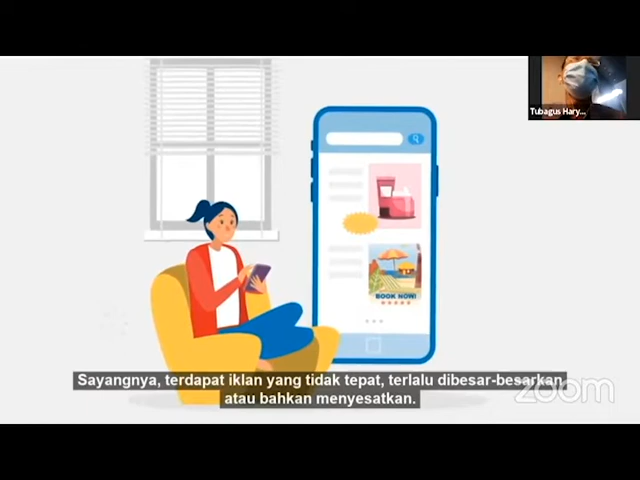 Tubagus Hary...
BOOK NOW!
Sayangnya, terdapat iklan yang tidak tepat, terlalu dibesar-besarkan
atau bahkan menyesatkan.
zoom